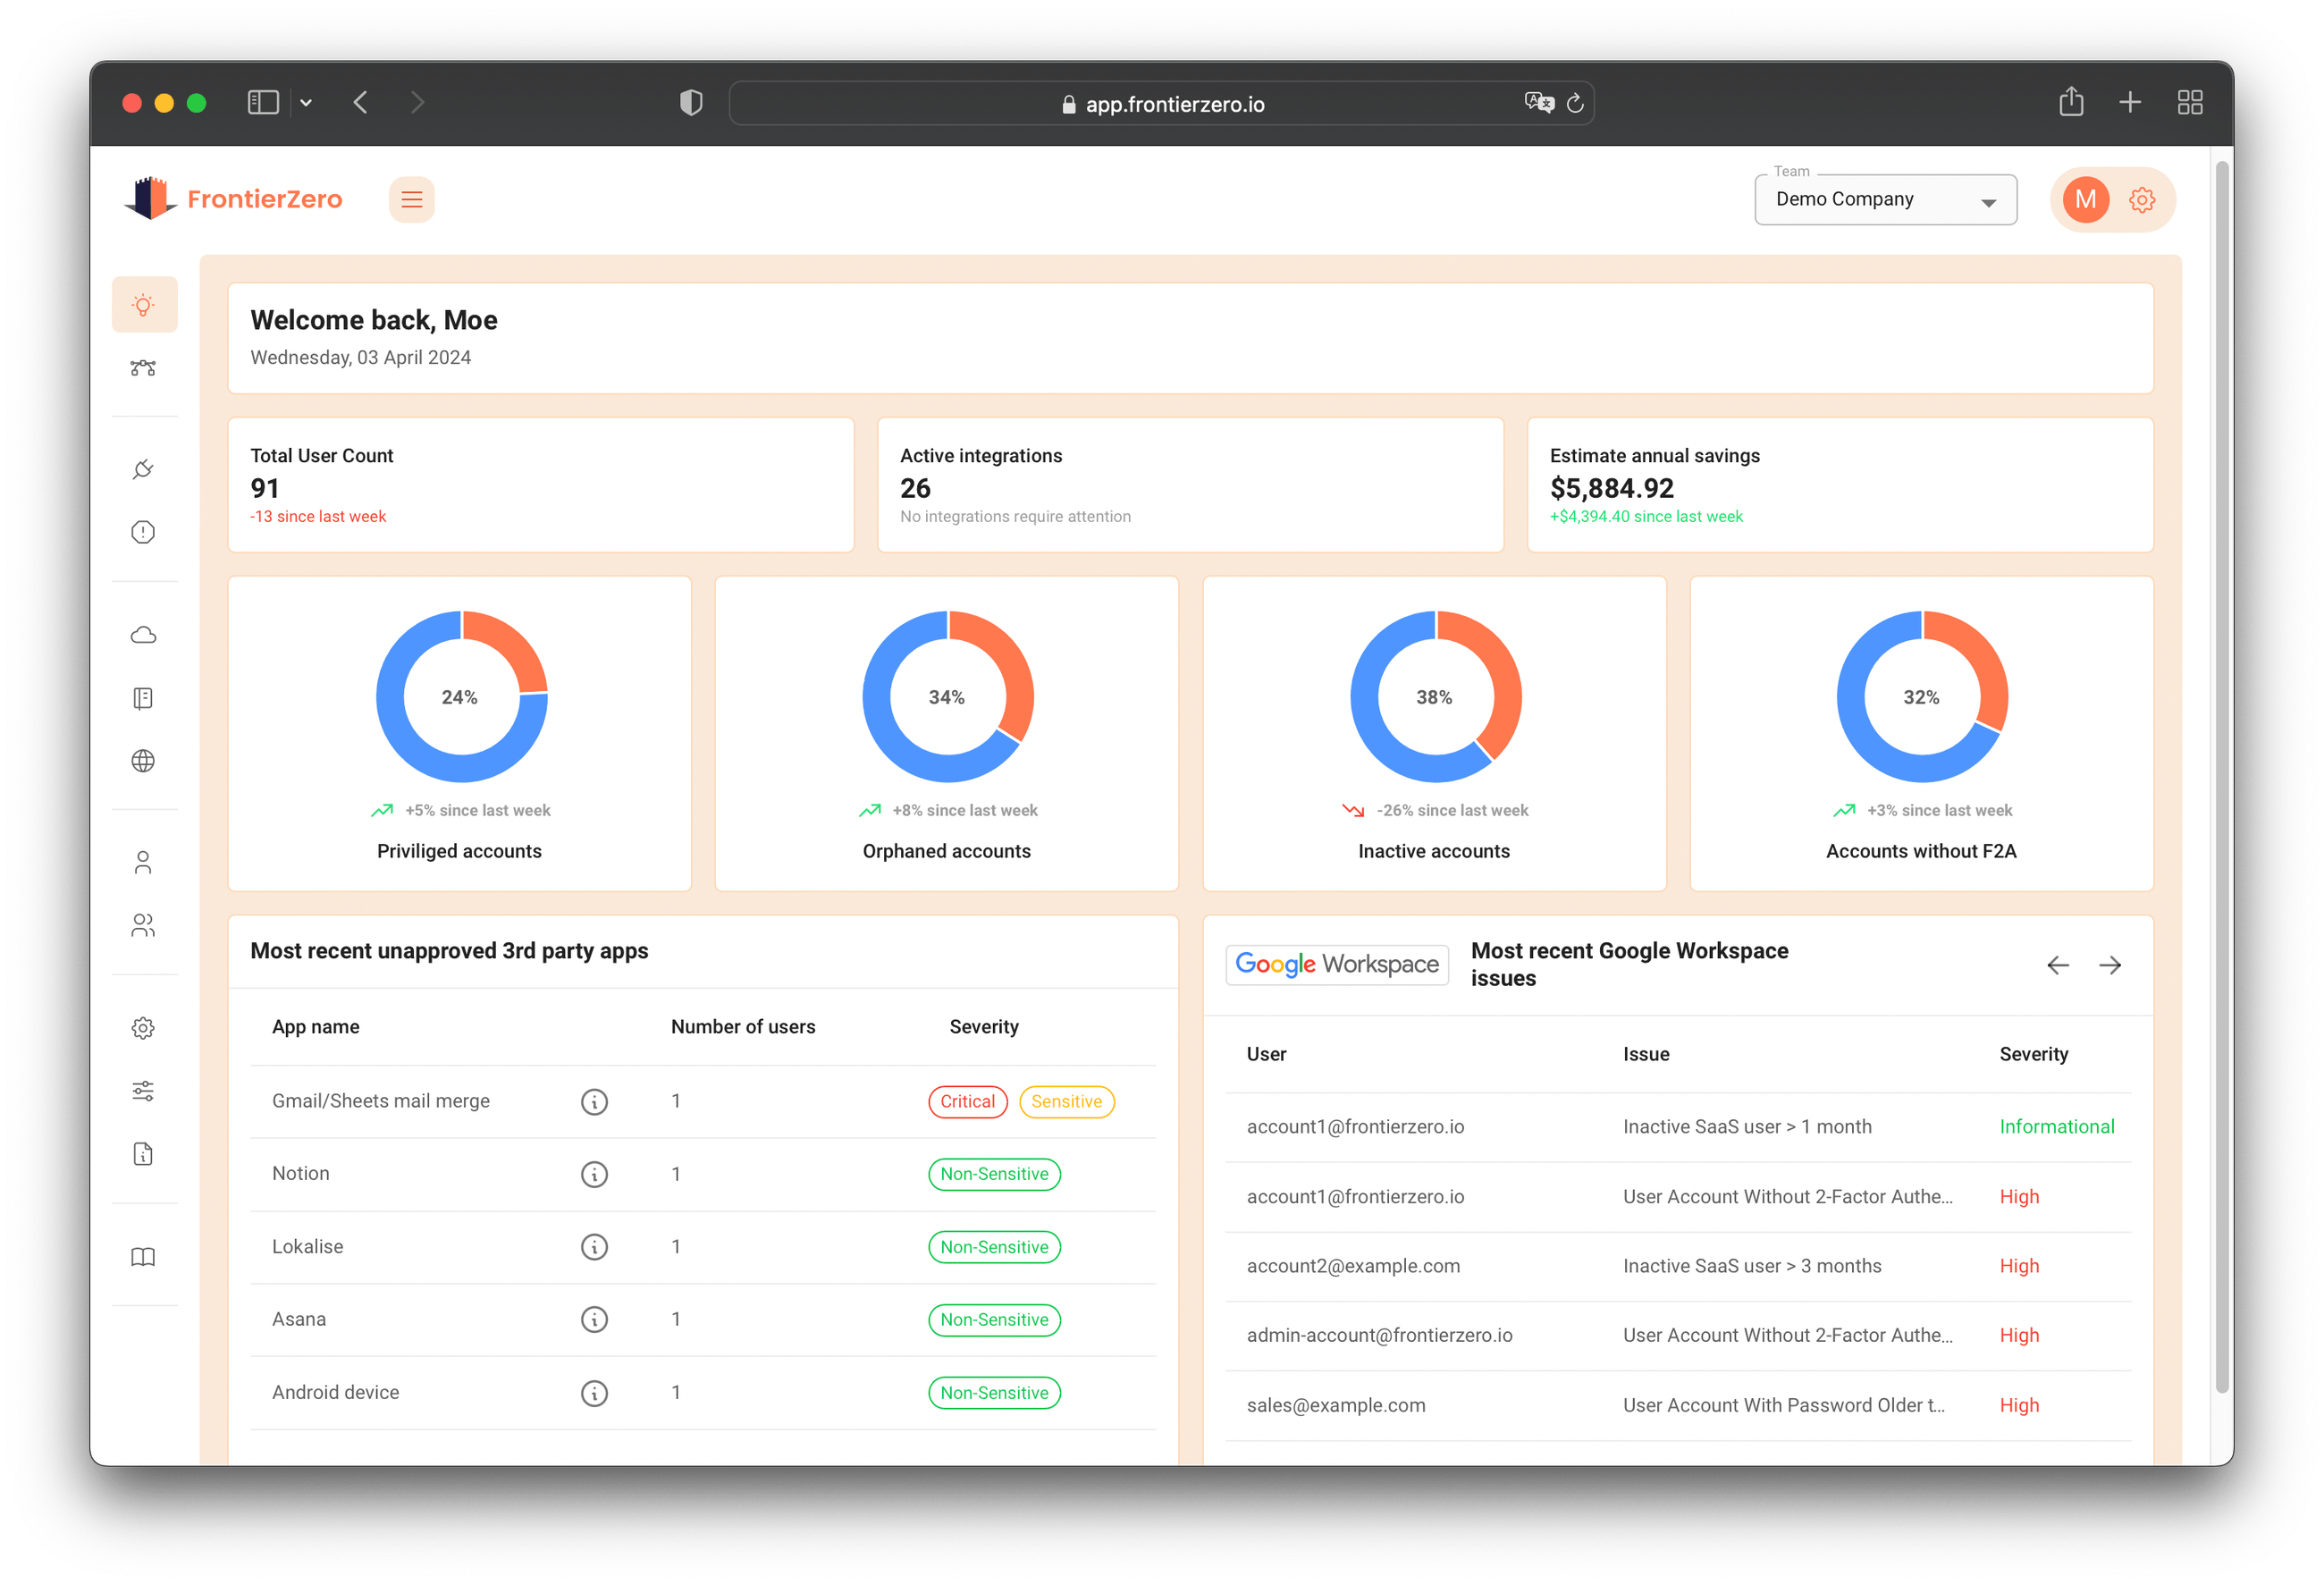 app.frontierzero.io
FrontierZero
Team
Demo Company
M
Welcome back, Moe
Wednesday, 03 April 2024
Total User Count
91
-13 since last week
Active integrations
26
No integrations require attention
Estimate annual savings
$5,884.92
+$4,394.40 since last week
24%
+5% since last week
Priviliged accounts
34%
+8% since last week
Orphaned accounts
38%
-26% since last week
Inactive accounts
32%
+3% since last week
Accounts without F2A
Most recent unapproved 3rd party apps
App name Number of users Severity
Gmail/Sheets mail merge 1 Critical Sensitive
Notion 1 Non-Sensitive
Lokalise 1 Non-Sensitive
Asana 1 Non-Sensitive
Android device 1 Non-Sensitive
Google Workspace
Most recent Google Workspace
issues
User Issue Severity
account1@frontierzero.io Inactive SaaS user > 1 month Informational
account1@frontierzero.io User Account Without 2-Factor Authe... High
account2@example.com Inactive SaaS user > 3 months High
admin-account@frontierzero.io User Account Without 2-Factor Authe... High
sales@example.com User Account With Password Older t... High